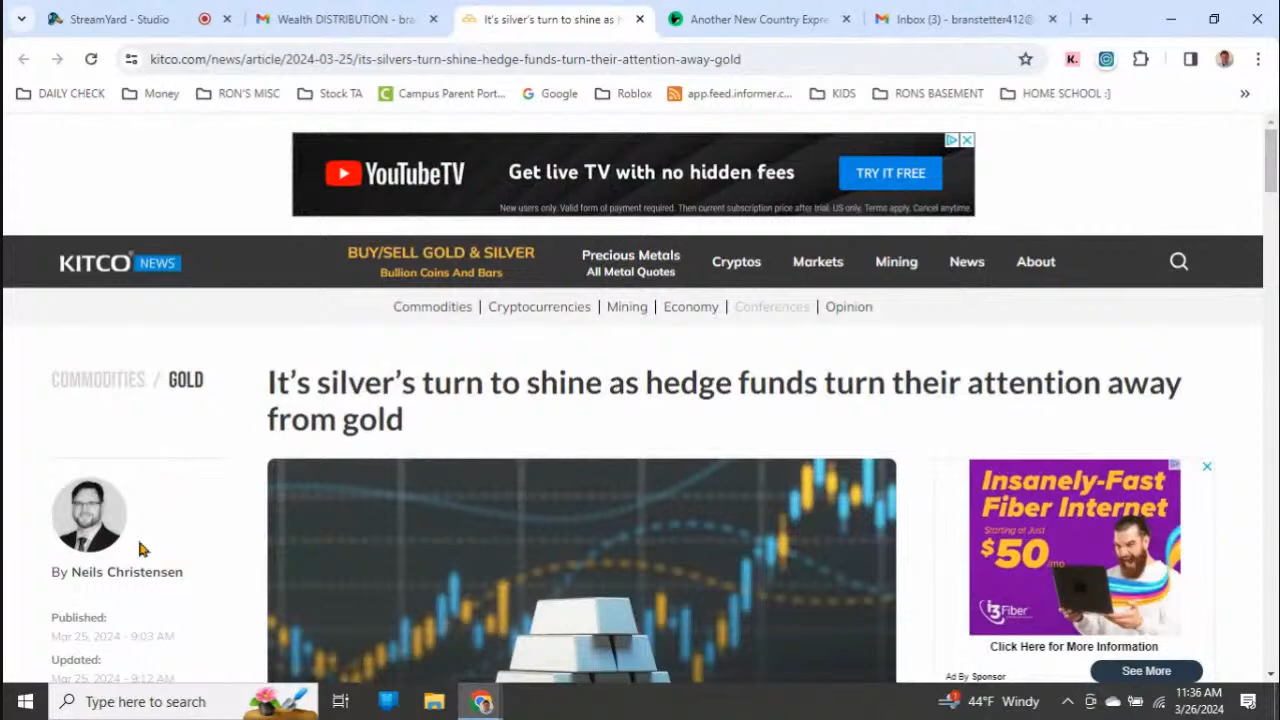 StreamYard - Studio
Wealth DISTRIBUTION - bra
It's silver's turn to shine as h
Another New Country Expre
Inbox (3) - branstetter412@
kitco.com/news/article/2024-03-25/its-silvers-turn-shine-hedge-funds-turn-their-attention-away-gold
DAILY CHECK
Money
RON'S MISC
Stock TA
Campus Parent Port...
Google
Roblox
app.feed.informer.c...
KIDS
RONS BASEMENT
HOME SCHOOL :)
»
K.
YouTubeTV
Get live TV with no hidden fees
TRY IT FREE
New users only. Valid form of payment required. Then current subscription price after trial. US only. Terms apply. Cancel anytime.
KITCO NEWS
BUY/SELL GOLD & SILVER
Bullion Coins And Bars
Precious Metals
All Metal Quotes
Cryptos
Markets
Mining
News
About
Commodities | Cryptocurrencies | Mining | Economy | Conferences | Opinion
COMMODITIES / GOLD
It's silver's turn to shine as hedge funds turn their attention away
from gold
By Neils Christensen
Published:
Mar 25, 2024 - 9:03 AM
Updated:
Mar 25, 2024 - 9:12 AM
Insanely-Fast
Fiber Internet
Starting at Just
$50/mo
i3 Fiber
Click Here for More Information
See More
Ad By Sponsor
Type here to search
44°F Windy
11:36 AM
3/26/2024